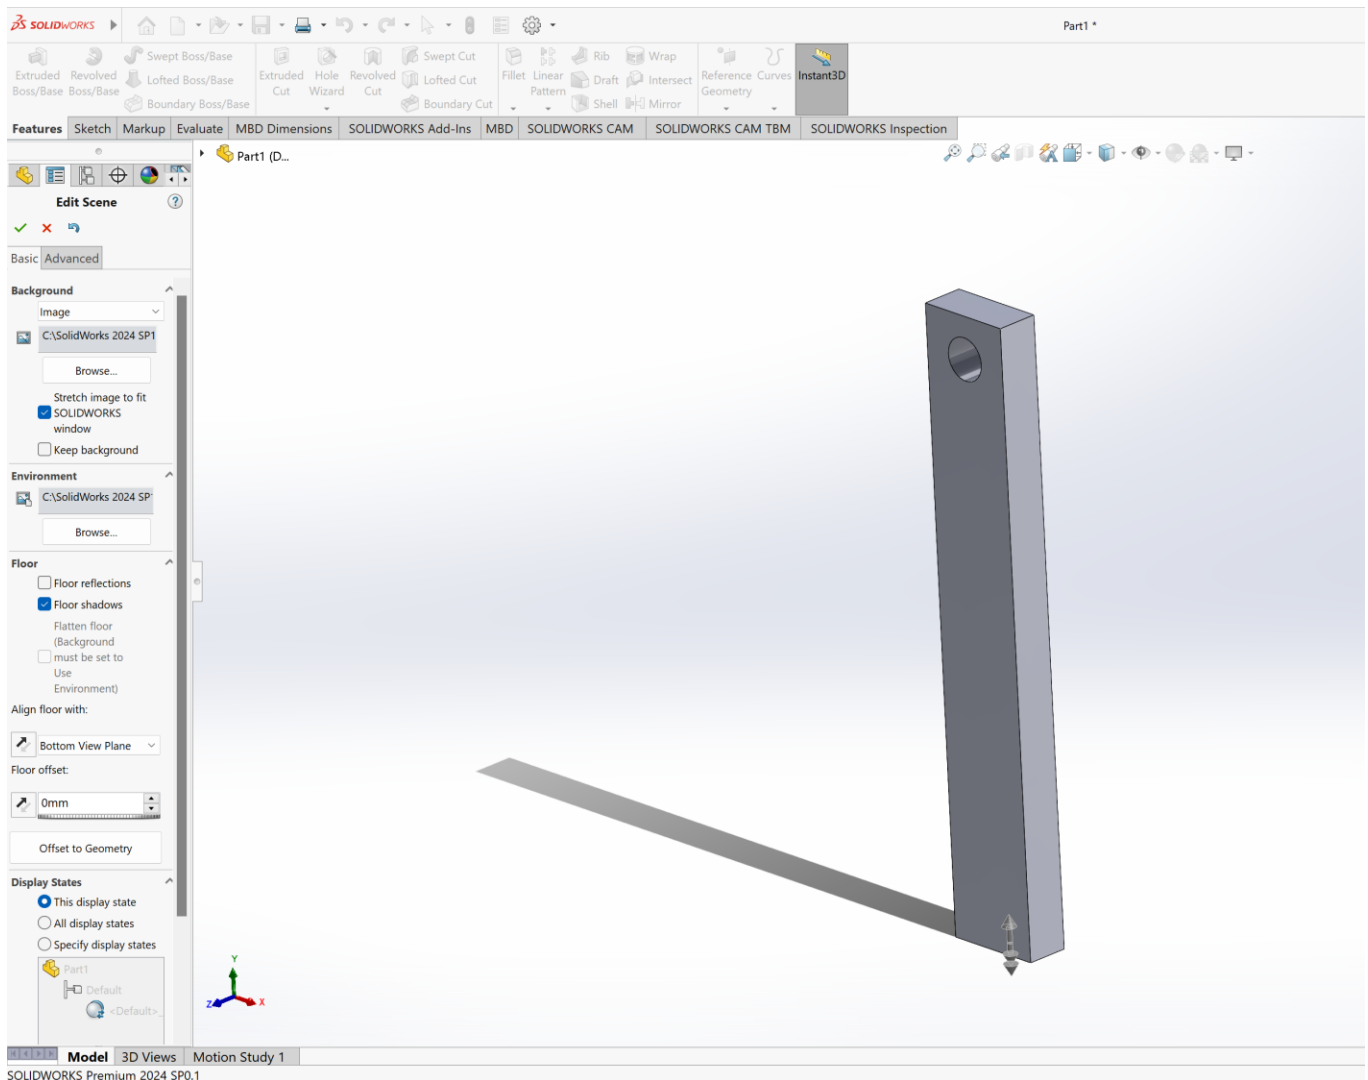 SOLIDWORKS
Part1 *
Extruded Boss/Base
Revolved Boss/Base
Swept Boss/Base
Lofted Boss/Base
Boundary Boss/Base
Extruded Cut
Hole Wizard
Revolved Cut
Swept Cut
Lofted Cut
Boundary Cut
Fillet
Linear Pattern
Rib
Draft
Shell
Wrap
Intersect
Mirror
Reference Geometry
Curves
Instant3D
Features Sketch Markup Evaluate MBD Dimensions SOLIDWORKS Add-Ins MBD SOLIDWORKS CAM SOLIDWORKS CAM TBM SOLIDWORKS Inspection
Part1 (D...
Edit Scene ?
Basic Advanced
Background
Image
C:\SolidWorks 2024 SP1
Browse...
Stretch image to fit
SOLIDWORKS
window
Keep background
Environment
C:\SolidWorks 2024 SP
Browse...
Floor
Floor reflections
Floor shadows
Flatten floor
(Background
must be set to
Use
Environment)
Align floor with:
Bottom View Plane
Floor offset:
0mm
Offset to Geometry
Display States
This display state
All display states
Specify display states
Part1
Default
<Default>_
Y
Z
X
Model 3D Views Motion Study 1
SOLIDWORKS Premium 2024 SP0.1